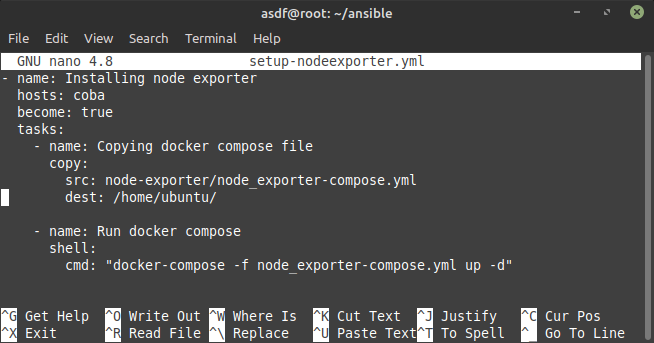 asdf@root: ~/ansible
File Edit View Search Terminal Help
GNU nano 4.8 setup-nodeexporter.yml
- name: Installing node exporter
  hosts: coba
  become: true
  tasks:
    - name: Copying docker compose file
      copy:
        src: node-exporter/node_exporter-compose.yml
        dest: /home/ubuntu/
    - name: Run docker compose
      shell:
        cmd: "docker-compose -f node_exporter-compose.yml up -d"
^G Get Help ^O Write Out ^W Where Is ^K Cut Text ^J Justify ^C Cur Pos
^X Exit ^R Read File ^\ Replace ^U Paste Text ^T To Spell ^_ Go To Line